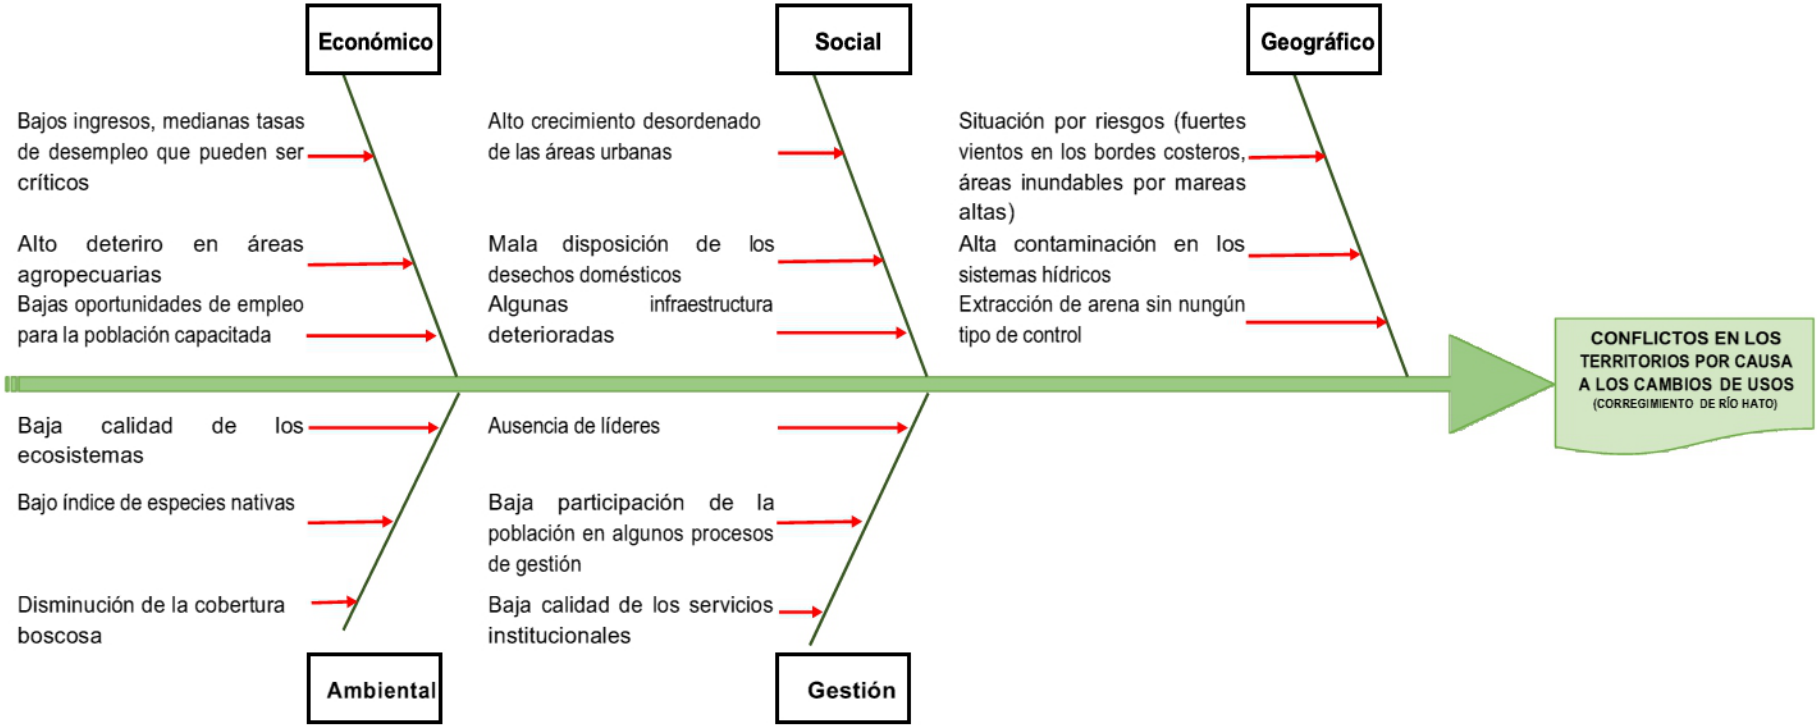 Económico
Social
Geográfico
Bajos ingresos, medianas tasas
de desempleo que pueden ser
críticos
Alto deteriro en áreas
agropecuarias
Bajas oportunidades de empleo
para la población capacitada
Alto crecimiento desordenado
de las áreas urbanas
Mala disposición de los
desechos domésticos
Algunas infraestructura
deterioradas
Situación por riesgos (fuertes
vientos en los bordes costeros,
áreas inundables por mareas
altas)
Alta contaminación en los
sistemas hídricos
Extracción de arena sin nungún
tipo de control
CONFLICTOS EN LOS
TERRITORIOS POR CAUSA
A LOS CAMBIOS DE USOS
(CORREGIMIENTO DE RÍO HATO)
Baja calidad de los
ecosistemas
Bajo índice de especies nativas
Disminución de la cobertura
boscosa
Ausencia de líderes
Baja participación de la
población en algunos procesos
de gestión
Baja calidad de los servicios
institucionales
Ambiental
Gestión